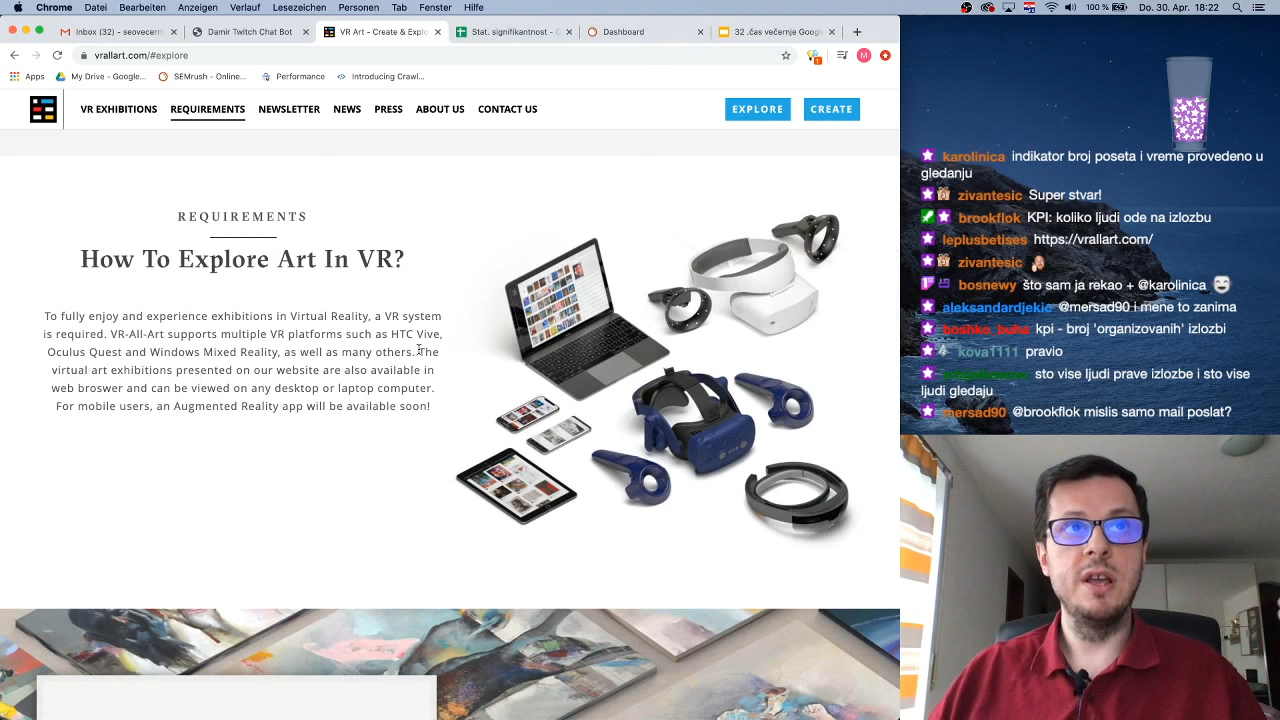 Chrome Datei Bearbeiten Anzeigen Verlauf Lesezeichen Personen Tab Fenster Hilfe
100 % Do. 30. Apr. 18:22
Inbox (32) - seovecern
Damir Twitch Chat Bot
VR Art - Create & Explo
Stat. signifikantnost - G
Dashboard
32 .čas večernje Googl
vrallart.com/#explore
M
Apps My Drive - Google... SEMrush - Online... Performance Introducing Crawl...
VR EXHIBITIONS REQUIREMENTS NEWSLETTER NEWS PRESS ABOUT US CONTACT US EXPLORE CREATE
REQUIREMENTS
How To Explore Art In VR?
To fully enjoy and experience exhibitions in virtual reality, a VR system
is required. VR-All-Art supports all major platforms such as HTC Vive,
Oculus Quest and Windows Mixed Reality, as well as many others. The
virtual art exhibitions presented on our website are also available in
web broswer and can be viewed on any desktop or laptop computer.
For mobile users, an Augmented Reality app will be available soon!
karolinica indikator broj poseta i vreme provedeno u
gledanju
zivantesic Super stvar!
brookflok KPI: koliko ljudi ode na izlozbu
leplusbetises https://vrallart.com/
zivantesic
bosnewy što sam ja rekao + @karolinica
aleksandardjekic @mersad90 i mene to zanima
boshko_buha kpi - broj 'organizovanih' izlozbi
kova1111 pravio
sto vise ljudi prave izlozbe i sto vise
ljudi gledaju
mersad90 @brookflok mislis samo mail poslat?